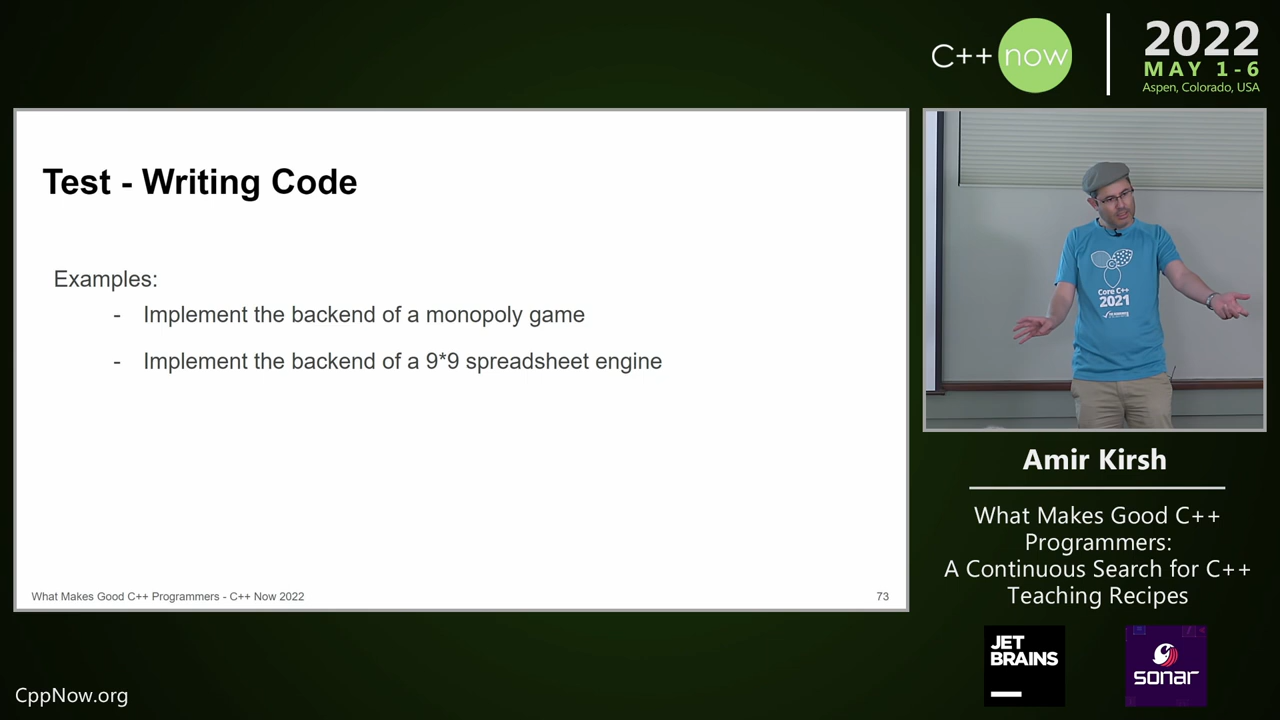 C++ now
2022
MAY 1-6
Aspen, Colorado, USA
Test - Writing Code
Examples:
- Implement the backend of a monopoly game
- Implement the backend of a 9*9 spreadsheet engine
What Makes Good C++ Programmers - C++ Now 2022
73
Core C++
2021
Amir Kirsh
What Makes Good C++
Programmers:
A Continuous Search for C++
Teaching Recipes
JET
BRAINS
sonar
CppNow.org